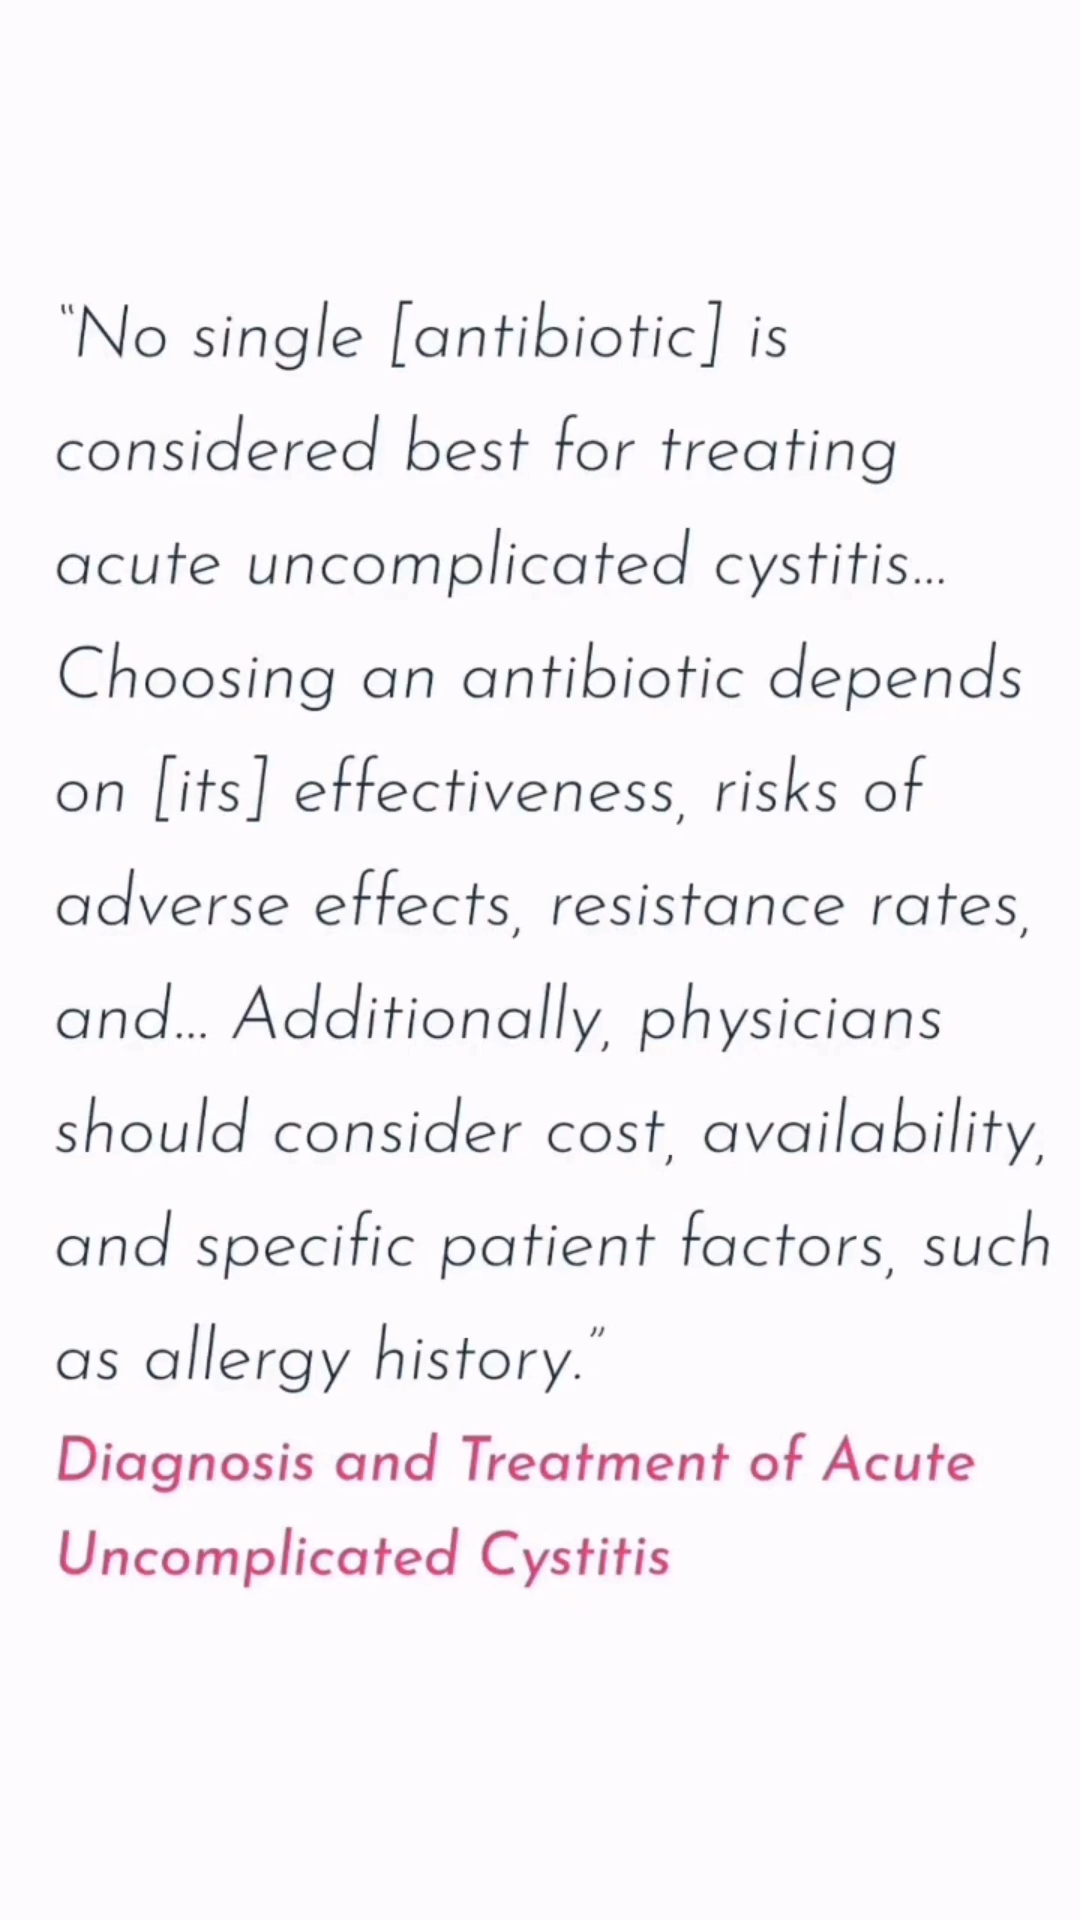 “No single [antibiotic] is
considered best for treating
acute uncomplicated cystitis...
Choosing an antibiotic depends
on [its] effectiveness, risks of
adverse effects, resistance rates,
and... Additionally, physicians
should consider cost, availability,
and specific patient factors, such
as allergy history.”
Diagnosis and Treatment of Acute
Uncomplicated Cystitis